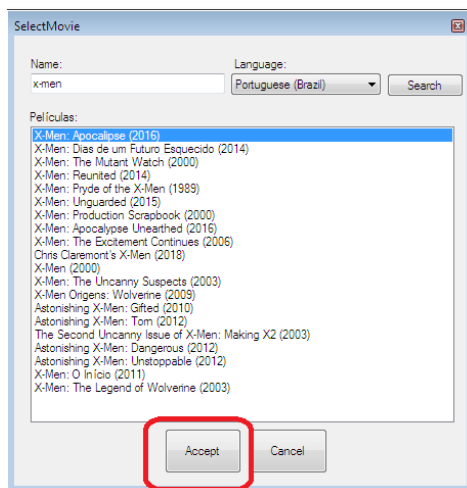 SelectMovie
Name: Language:
x-men Portuguese (Brazil) Search
Películas:
X-Men: Apocalipse (2016)
X-Men: Dias de um Futuro Esquecido (2014)
X-Men: The Mutant Watch (2000)
X-Men: Reunited (2014)
X-Men: Pryde of the X-Men (1989)
X-Men: Unguarded (2015)
X-Men: Production Scrapbook (2000)
X-Men: Apocalypse Unearthed (2016)
X-Men: The Excitement Continues (2006)
Chris Claremont's X-Men (2018)
X-Men (2000)
X-Men: The Uncanny Suspects (2003)
X-Men Origens: Wolverine (2009)
Astonishing X-Men: Gifted (2010)
Astonishing X-Men: Torn (2012)
The Second Uncanny Issue of X-Men: Making X2 (2003)
Astonishing X-Men: Dangerous (2012)
Astonishing X-Men: Unstoppable (2012)
X-Men: O Início (2011)
X-Men: The Legend of Wolverine (2003)
Accept Cancel